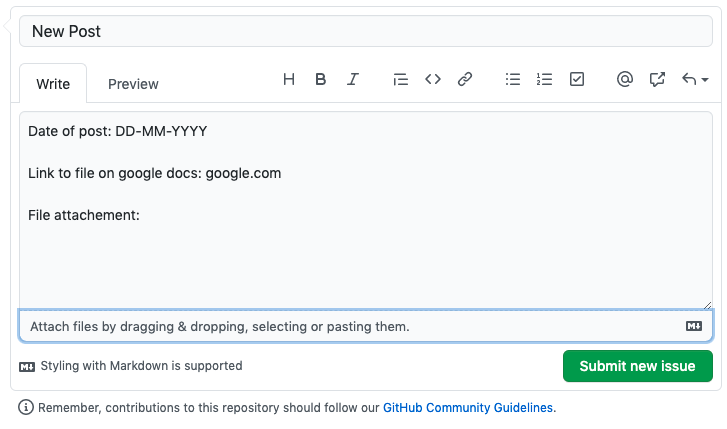 New Post
Write Preview
Date of post: DD-MM-YYYY
Link to file on google docs: google.com
File attachement:
Attach files by dragging & dropping, selecting or pasting them.
Styling with Markdown is supported
Submit new issue
Remember, contributions to this repository should follow our GitHub Community Guidelines.